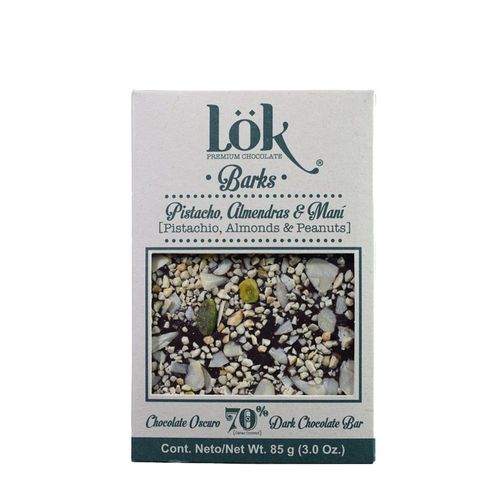 Lök
PREMIUM CHOCOLATE
®
• Barks •
Pistacho, Almendras & Maní
[Pistachio, Almonds & Peanuts]
Chocolate Oscuro 70% Dark Chocolate Bar
Cont. Neto/Net Wt. 85 g (3.0 Oz.)